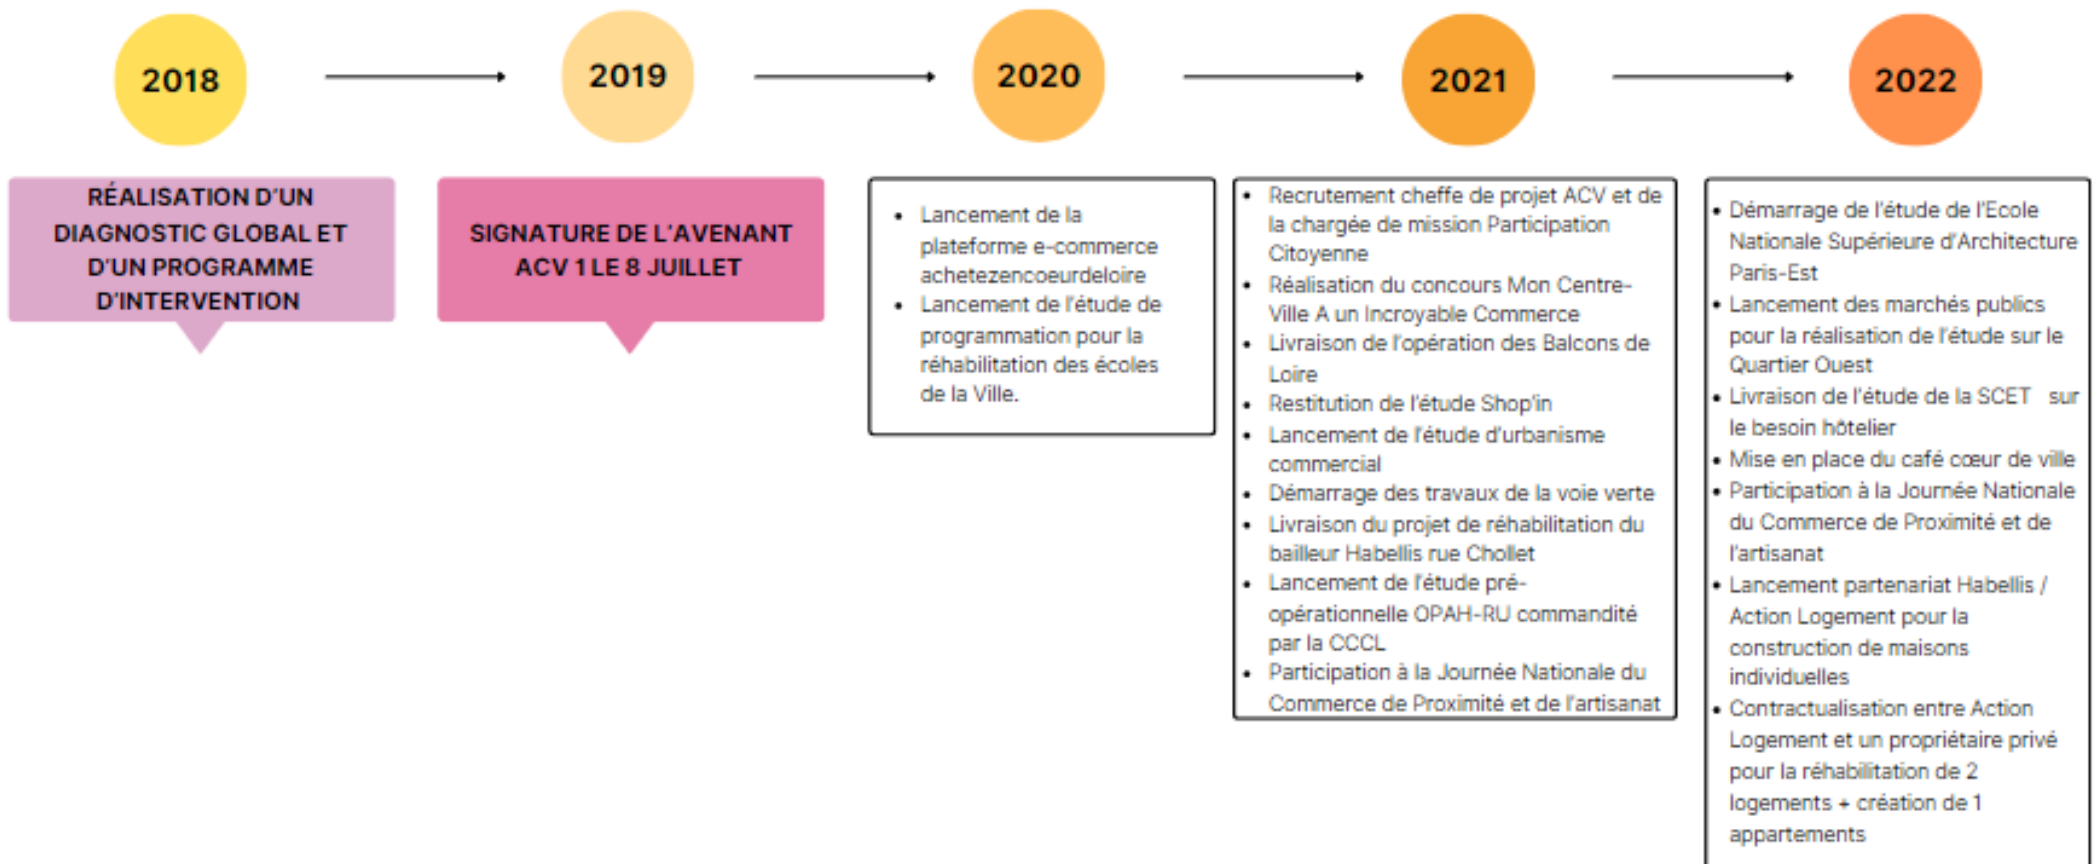 2018
2019
2020
2021
2022
RÉALISATION D'UN
DIAGNOSTIC GLOBAL ET
D'UN PROGRAMME
D'INTERVENTION
SIGNATURE DE L'AVENANT
ACV 1 LE 8 JUILLET
• Lancement de la
plateforme e-commerce
achetezencoeurdeloire
• Lancement de l'étude de
programmation pour la
réhabilitation des écoles
de la Ville.
• Recrutement cheffe de projet ACV et de
la chargée de mission Participation
Citoyenne
• Réalisation du concours Mon Centre-
Ville A un Incroyable Commerce
• Livraison de l'opération des Balcons de
Loire
• Restitution de l'étude Shop'in
• Lancement de l'étude d'urbanisme
commercial
• Démarrage des travaux de la voie verte
• Livraison du projet de réhabilitation du
bailleur Habellis rue Chollet
• Lancement de l'étude pré-
opérationnelle OPAH-RU commandité
par la CCCL
• Participation à la Journée Nationale du
Commerce de Proximité et de l'artisanat
• Démarrage de l'étude de l'Ecole
Nationale Supérieure d'Architecture
Paris-Est
• Lancement des marchés publics
pour la réalisation de l'étude sur le
Quartier Ouest
• Livraison de l'étude de la SCET sur
le besoin hôtelier
• Mise en place du café cœur de ville
• Participation à la Journée Nationale
du Commerce de Proximité et de
l'artisanat
• Lancement partenariat Habellis /
Action Logement pour la
construction de maisons
individuelles
• Contractualisation entre Action
Logement et un propriétaire privé
pour la réhabilitation de 2
logements + création de 1
appartements